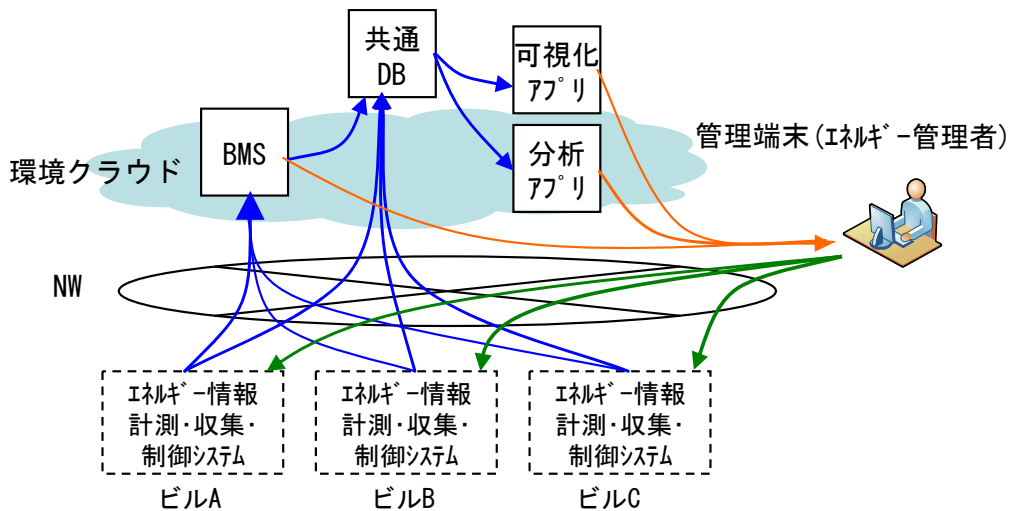 共通
DB
可視化
ｱﾌﾟﾘ
BMS
分析
ｱﾌﾟﾘ
管理端末(ｴﾈﾙｷﾞｰ管理者)
環境クラウド
NW
ｴﾈﾙｷﾞｰ情報
計測･収集･
制御ｼｽﾃﾑ
ｴﾈﾙｷﾞｰ情報
計測･収集･
制御ｼｽﾃﾑ
ｴﾈﾙｷﾞｰ情報
計測･収集･
制御ｼｽﾃﾑ
ビルA
ビルB
ビルC